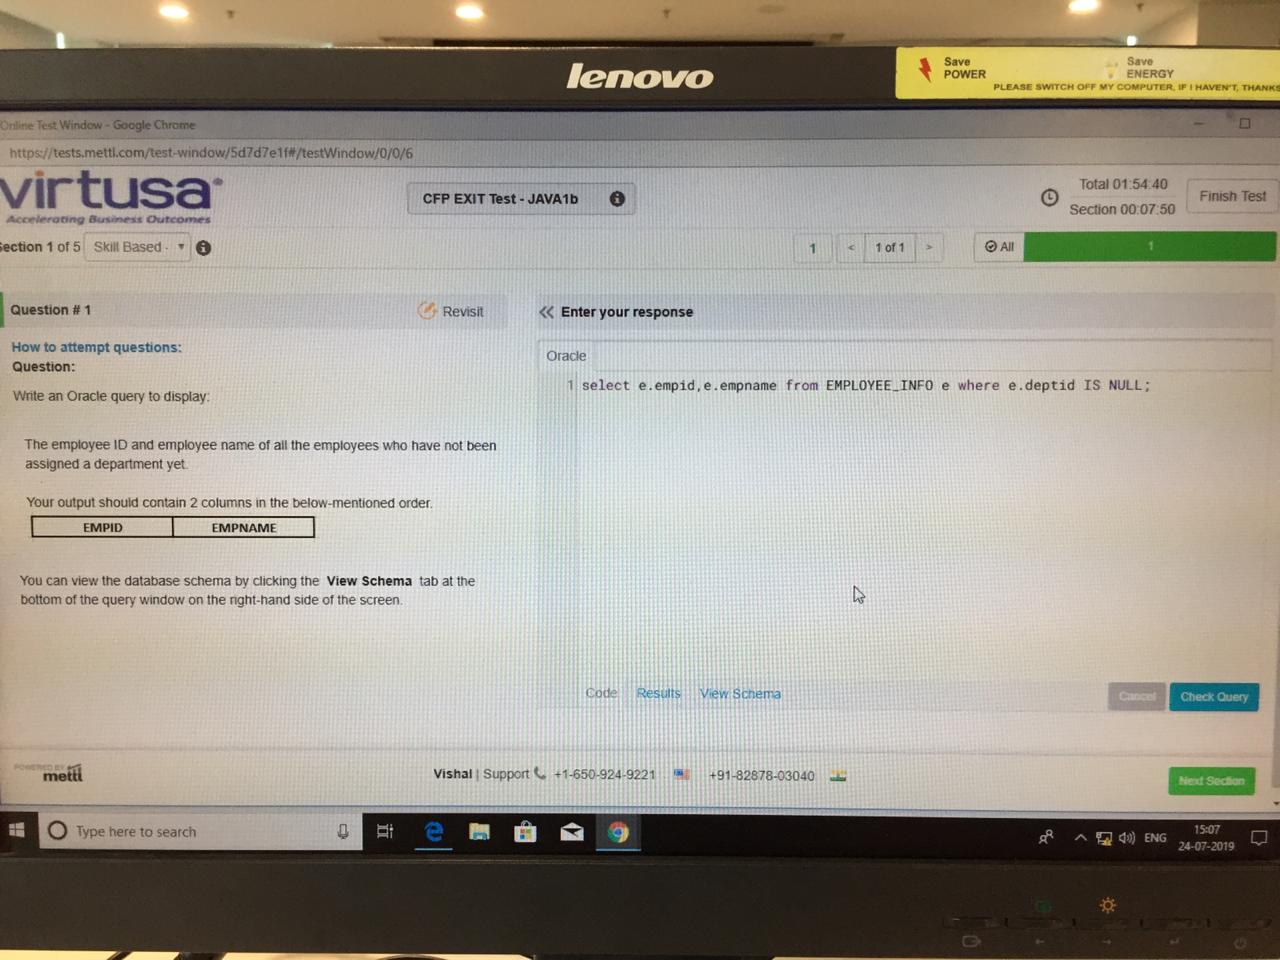 lenovo
Save
POWER
Save
ENERGY
PLEASE SWITCH OFF MY COMPUTER, IF I HAVEN'T, THANKS
Online Test Window - Google Chrome
https://tests.mettl.com/test-window/5d7d7e1f#/testWindow/0/0/6
virtusa
Accelerating Business Outcomes
CFP EXIT Test - JAVA1b
Total 01:54:40
Section 00:07:50
Finish Test
ection 1 of 5 Skill Based -
1 < 1 of 1 >
All 1
Question # 1
Revisit
Enter your response
How to attempt questions:
Question:
Write an Oracle query to display:
The employee ID and employee name of all the employees who have not been
assigned a department yet.
Your output should contain 2 columns in the below-mentioned order.
EMPID EMPNAME
You can view the database schema by clicking the View Schema tab at the
bottom of the query window on the right-hand side of the screen.
Oracle
1 select e.empid,e.empname from EMPLOYEE_INFO e where e.deptid IS NULL;
Code Results View Schema
Cancel Check Query
POWERED BY
mettl
Vishal | Support +1-650-924-9221 +91-82878-03040
Next Section
Type here to search
ENG
15:07
24-07-2019